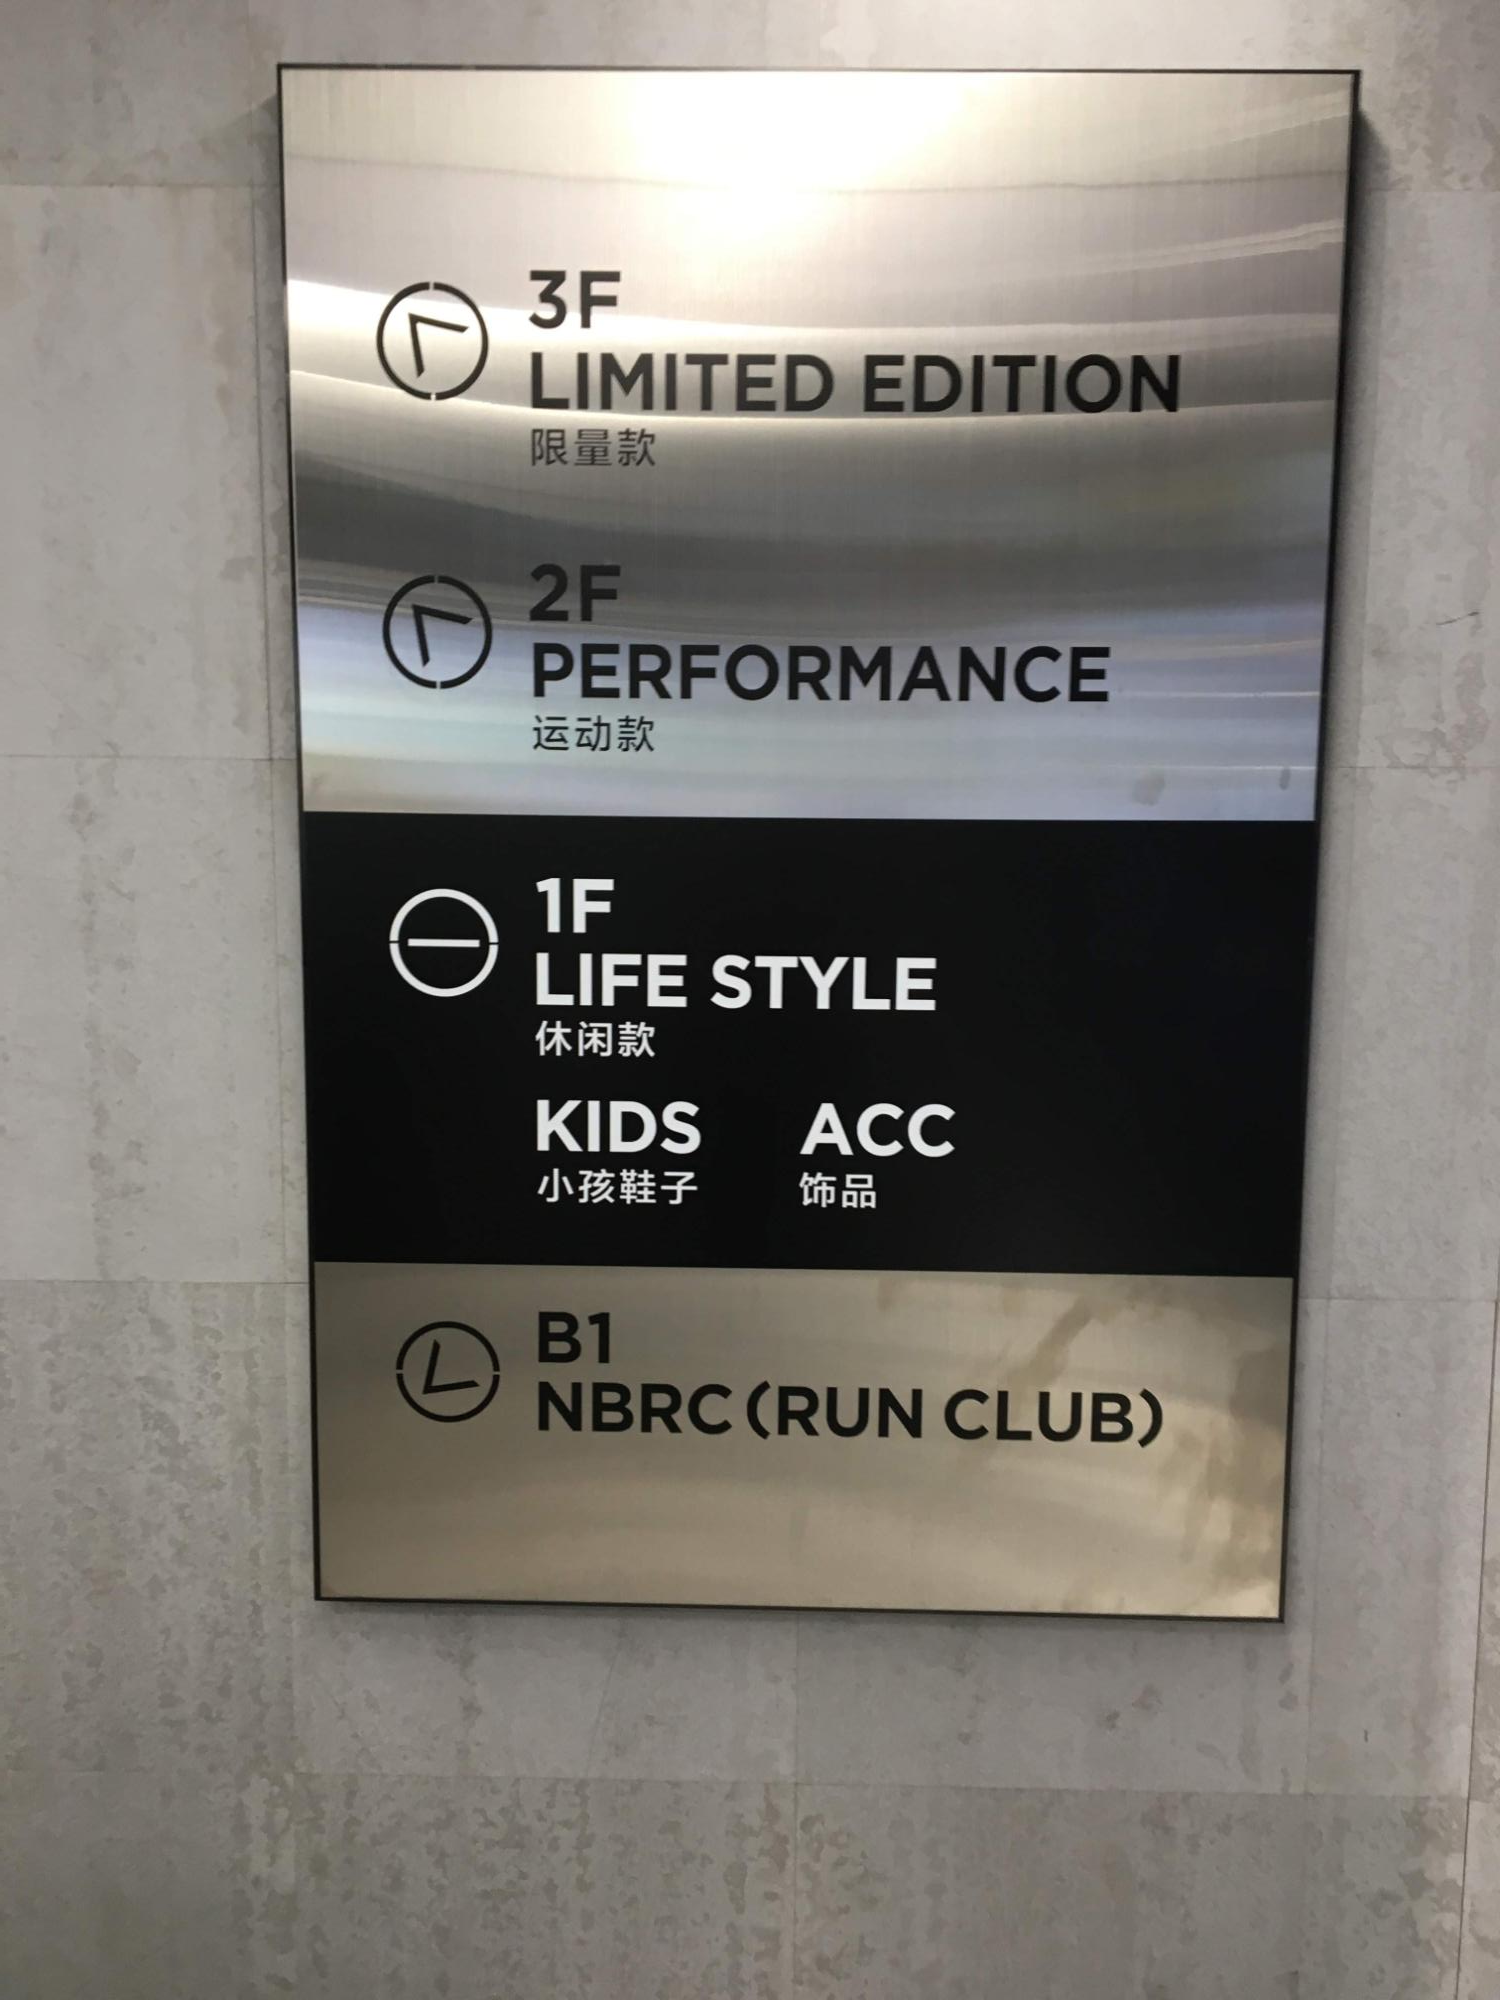 3F
LIMITED EDITION
限量款
2F
PERFORMANCE
运动款
1F
LIFE STYLE
休闲款
KIDS ACC
小孩鞋子 饰品
B1
NBRC(RUN CLUB)